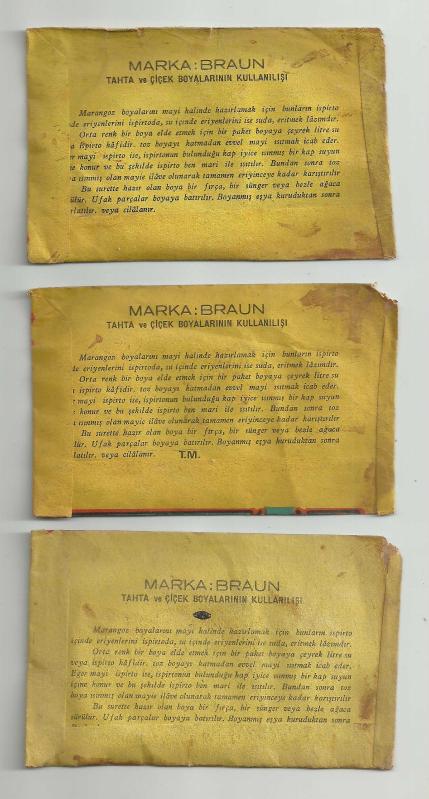 MARKA: BRAUN
TAHTA ve ÇİÇEK BOYALARININ KULLANILIŞI
Marangoz boyalarını mayi halinde hazırlamak için bunların ispirto
de eriyenlerini ispirtoda, su içinde eriyenlerini ise suda, eritmek lâzımdır.
Orta renk bir boya elde etmek için bir paket boyaya çeyrek litre su
a ispirto kâfidir. toz boyayı katmadan evvel mayi ısıtmak icab eder.
r mayi ispirto ise, ispirtonun bulunduğu kap iyice ısınmış bir kap suyun
e konur ve bu şekilde ispirto ben mari ile ısıtılır. Bundan sonra toz
a ısınmış olan mayie ilâve olunarak tamamen eriyinceye kadar karıştırılır
Bu surette hazır olan boya bir fırça, bir sünger veya bezle ağaca
ülür. Ufak parçalar boyaya batırılır. Boyanmış eşya kuruduktan sonra
rlatılır. veya cilâlanır.
MARKA: BRAUN
TAHTA ve ÇİÇEK BOYALARININ KULLANILIŞI
Marangoz boyalarını mayi halinde hazırlamak için bunların ispirto
de eriyenlerini ispirtoda, su içinde eriyenlerini ise suda, eritmek lâzımdır.
Orta renk bir boya elde etmek için bir paket boyaya çeyrek litre su
ı ispirto kâfidir. toz boyayı katmadan evvel mayi ısıtmak icab eder.
mayi ispirto ise, ispirtonun bulunduğu kap iyice ısınmış bir kap suyun
konur ve bu şekilde ispirto ben mari ile ısıtılır. Bundan sonra toz
ısınmış olan mayie ilâve olunarak tamamen eriyinceye kadar karıştırılır
Bu surette hazır olan boya bir fırça, bir sünger veya bezle ağaca
lür. Ufak parçalar boyaya batırılır. Boyanmış eşya kuruduktan sonra
latılır. veya cilâlanır. T.M.
MARKA: BRAUN
TAHTA ve ÇİÇEK BOYALARININ KULLANILIŞI
Marangoz boyalarını mayi halinde hazırlamak için bunların ispirto
içinde eriyenlerini ispirtoda, su içinde eriyenlerini ise suda, eritmek lâzımdır.
Orta renk bir boya elde etmek için bir paket boyaya çeyrek litre su
veya ispirto kâfidir. toz boyayı katmadan evvel mayi ısıtmak icab eder.
Eğer mayi ispirto ise, ispirtonun bulunduğu kap iyice ısınmış bir kap suyun
içine konur ve bu şekilde ispirto ben mari ile ısıtılır. Bundan sonra toz
boya ısınmış olan mayie ilâve olunarak tamamen eriyinceye kadar karıştırılır
Bu surette hazır olan boya bir fırça, bir sünger veya bezle ağaca
sürülür. Ufak parçalar boyaya batırılır. Boyanmış eşya kuruduktan sonra